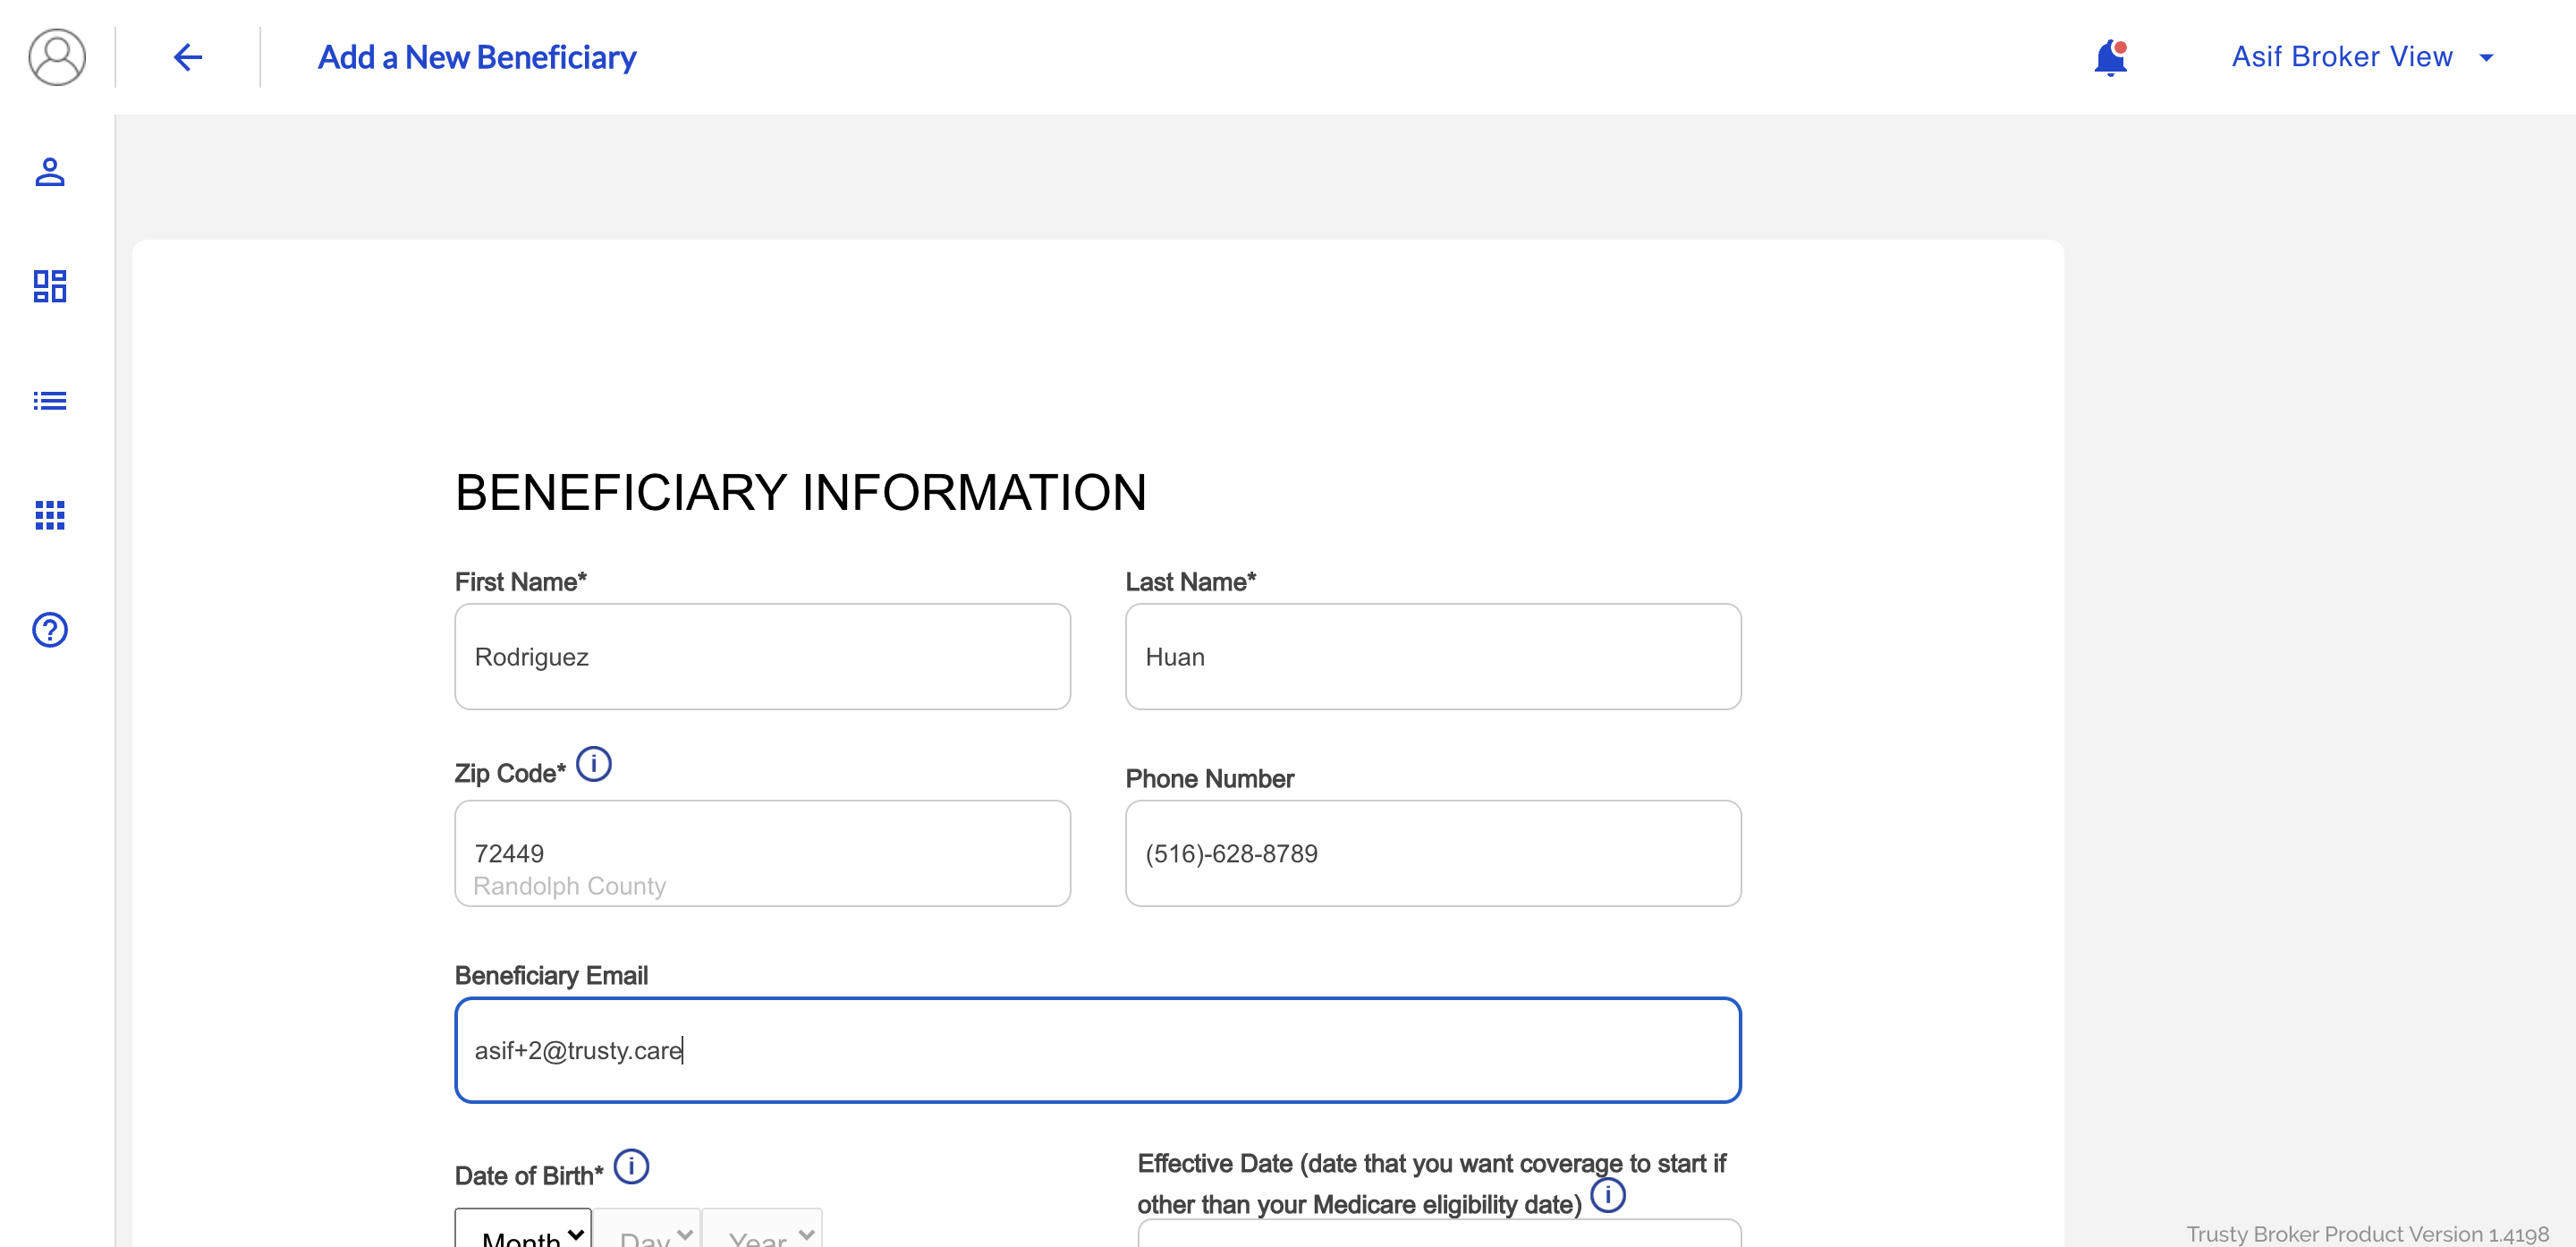 Add a New Beneficiary
Asif Broker View
BENEFICIARY INFORMATION
First Name*
Last Name*
Rodriguez
Huan
Zip Code*
Phone Number
72449
Randolph County
(516)-628-8789
Beneficiary Email
asif+2@trusty.care
Date of Birth*
Effective Date (date that you want coverage to start if
other than your Medicare eligibility date)
Month
Day
Year
Trusty Broker Product Version 1.4198